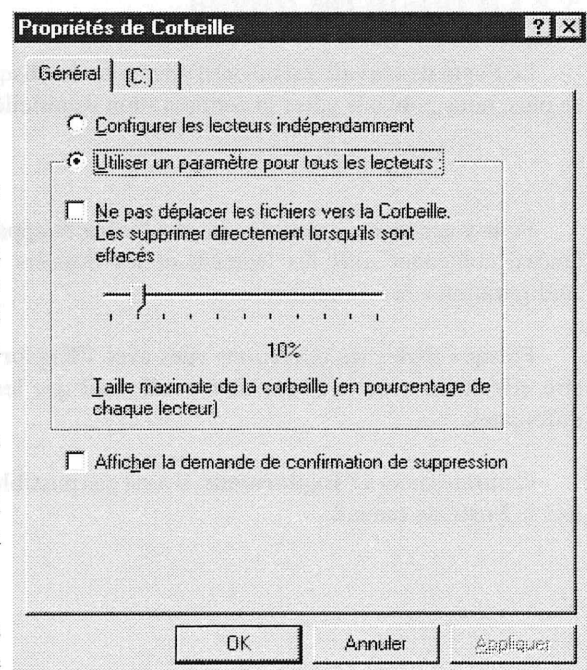 Propriétés de Corbeille
Général (C:)
Configurer les lecteurs indépendamment
Utiliser un paramètre pour tous les lecteurs :
Ne pas déplacer les fichiers vers la Corbeille.
Les supprimer directement lorsqu'ils sont
effacés
10%
Taille maximale de la corbeille (en pourcentage de
chaque lecteur)
Afficher la demande de confirmation de suppression
OK Annuler Appliquer